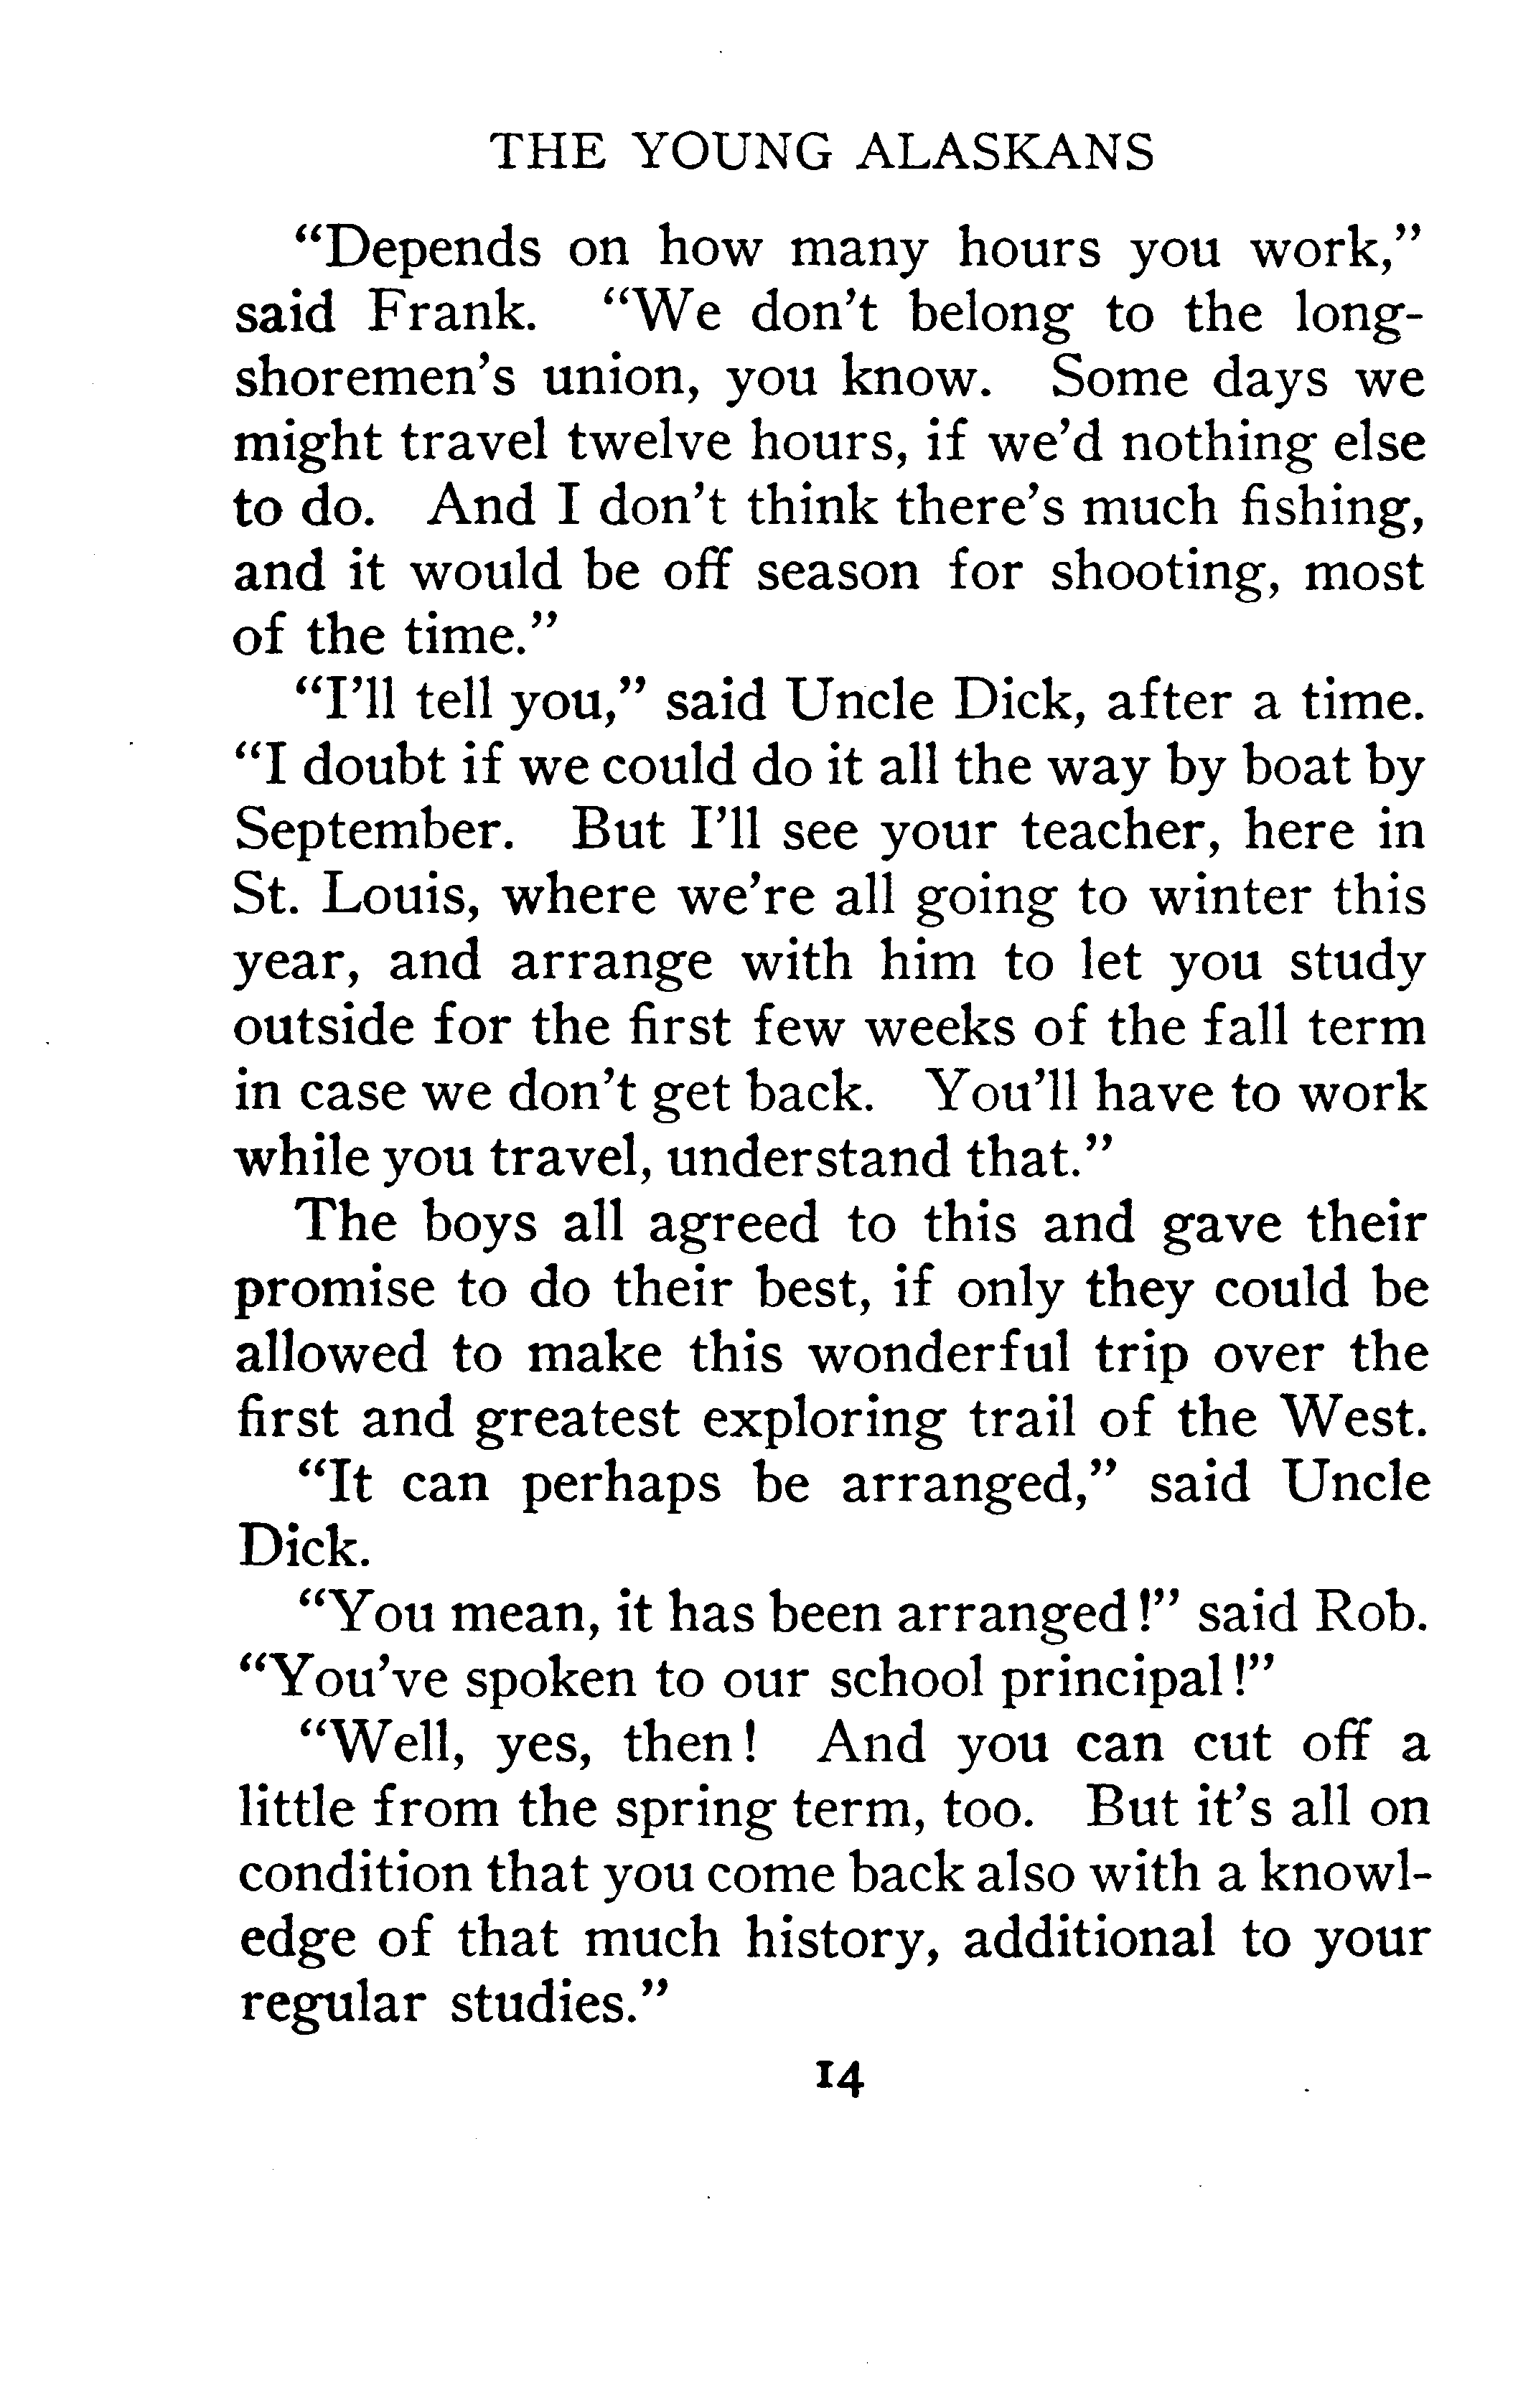 THE YOUNG ALASKANS
“Depends on how many hours you work,”
said Frank. “We don’t belong to the long-
shoremen’s union, you know. Some days we
might travel twelve hours, if we’d nothing else
to do. And I don’t think there’s much fishing,
and it would be off season for shooting, most
of the time.”
“I’ll tell you,” said Uncle Dick, after a time.
“I doubt if we could do it all the way by boat by
September. But I’ll see your teacher, here in
St. Louis, where we’re all going to winter this
year, and arrange with him to let you study
outside for the first few weeks of the fall term
in case we don’t get back. You’ll have to work
while you travel, understand that.”
The boys all agreed to this and gave their
promise to do their best, if only they could be
allowed to make this wonderful trip over the
first and greatest exploring trail of the West.
“It can perhaps be arranged,” said Uncle
Dick.
“You mean, it has been arranged!” said Rob.
“You’ve spoken to our school principal!”
“Well, yes, then! And you can cut off a
little from the spring term, too. But it’s all on
condition that you come back also with a knowl-
edge of that much history, additional to your
regular studies.”
14